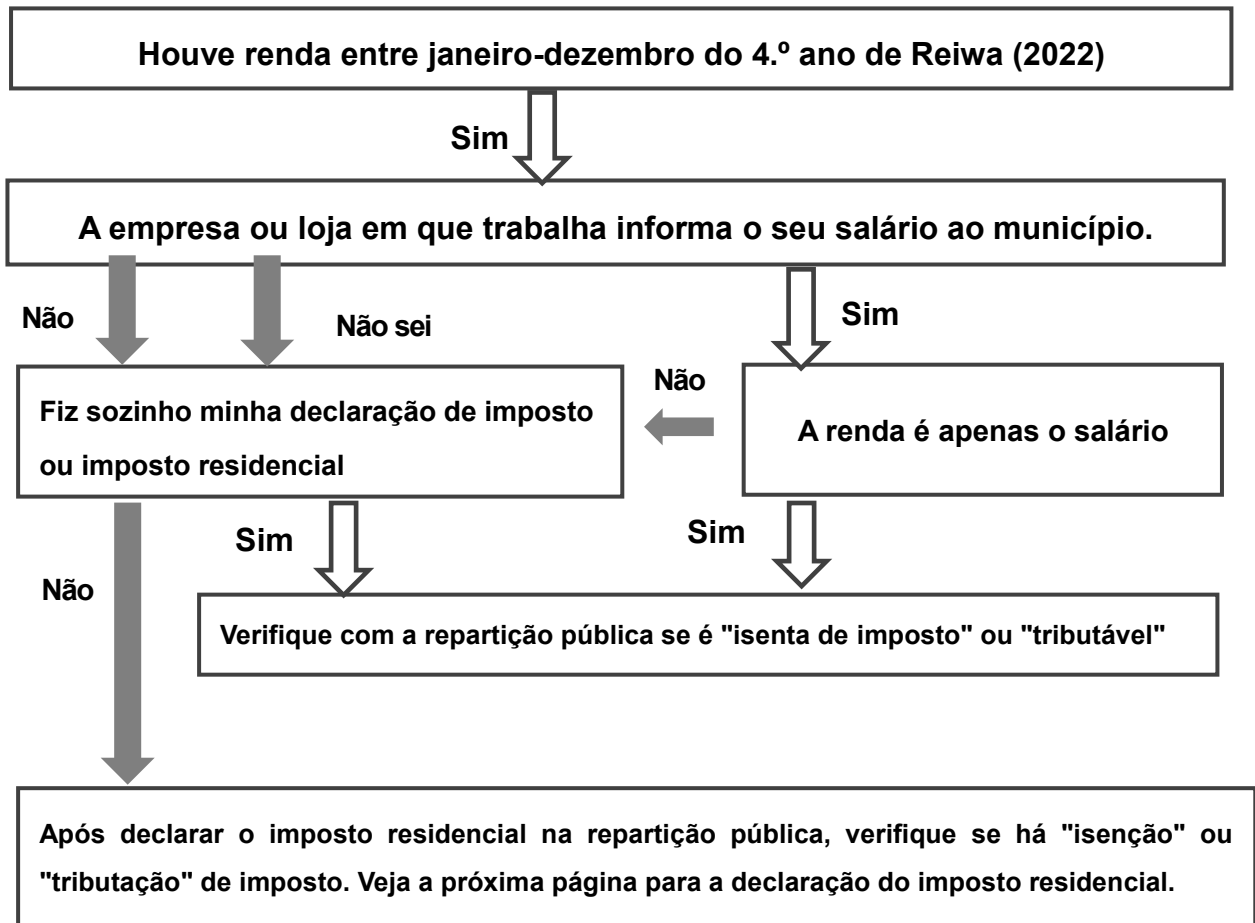 Houve renda entre janeiro-dezembro do 4.º ano de Reiwa (2022)
Sim
A empresa ou loja em que trabalha informa o seu salário ao município.
Não
Não sei
Sim
Fiz sozinho minha declaração de imposto
ou imposto residencial
Não
A renda é apenas o salário
Sim
Sim
Não
Verifique com a repartição pública se é "isenta de imposto" ou "tributável"
Após declarar o imposto residencial na repartição pública, verifique se há "isenção" ou
"tributação" de imposto. Veja a próxima página para a declaração do imposto residencial.